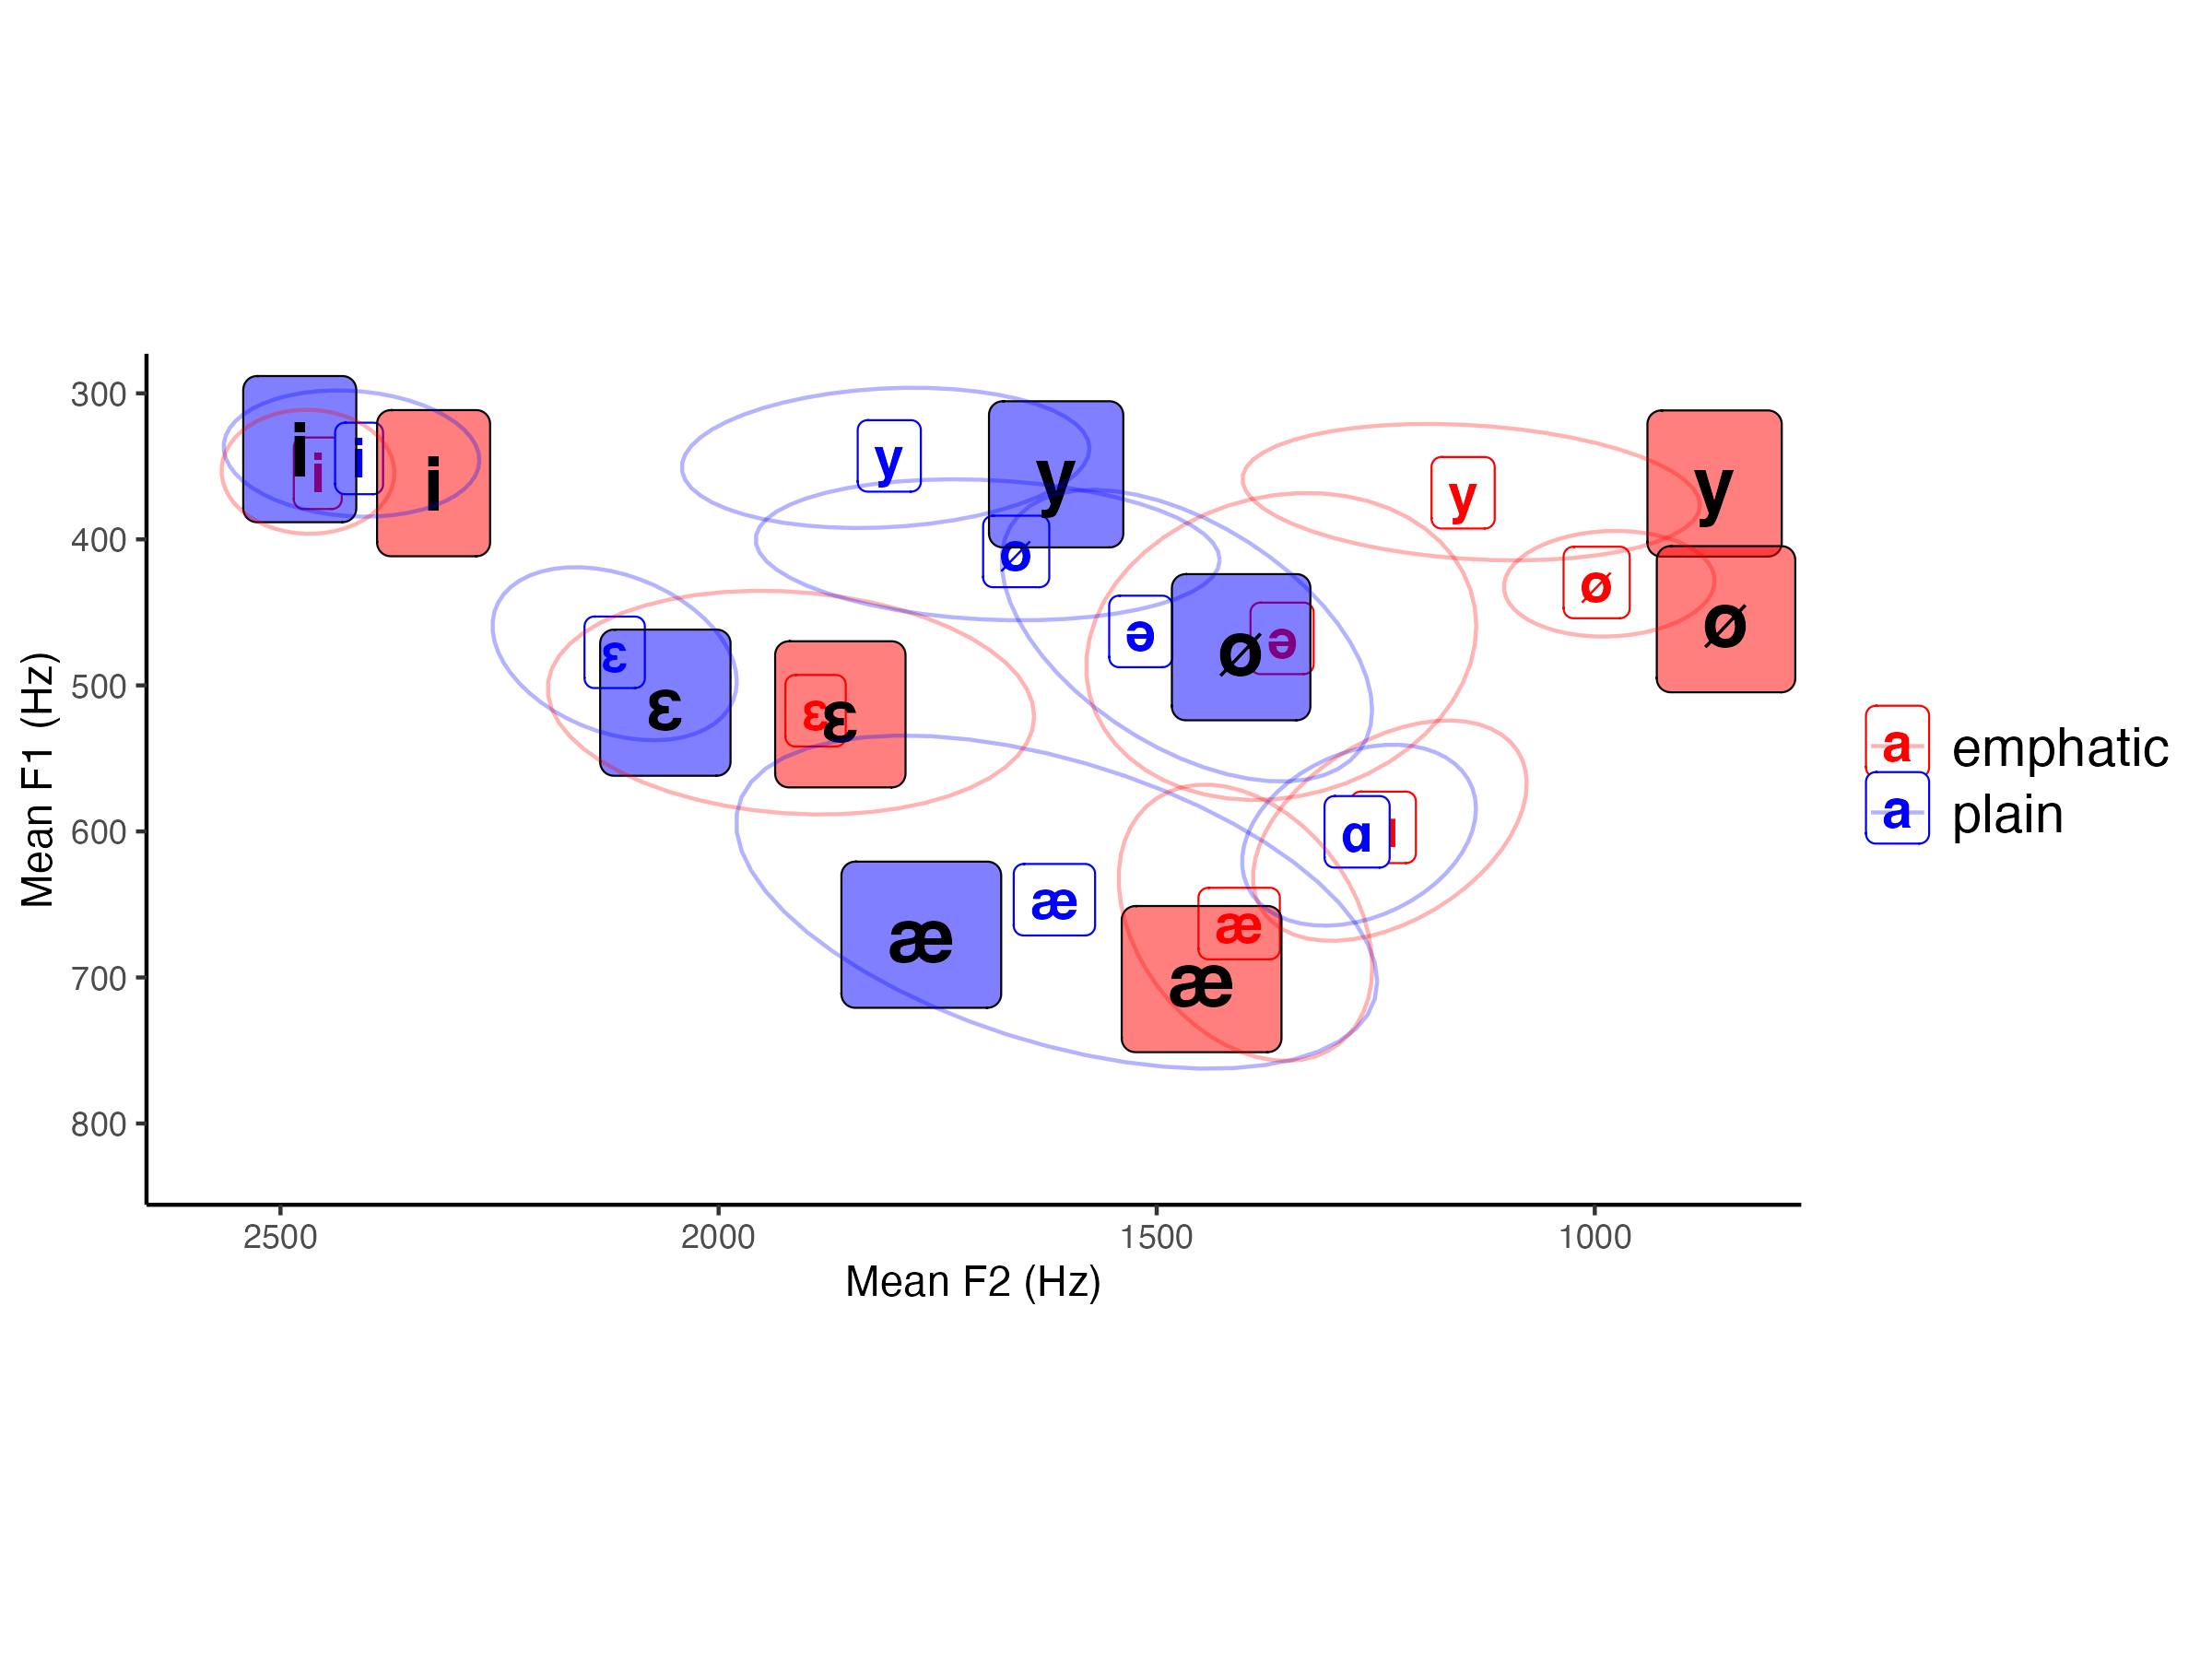 i
i
i
i
y
y
y
y
ø
ø
ø
ə
ø
ə
ɛ
ɛ
ɛ
ɛ
ɑ
æ
æ
æ
æ
300
400
500
600
700
800
Mean F1 (Hz)
2500 2000 1500 1000
Mean F2 (Hz)
a emphatic
a plain